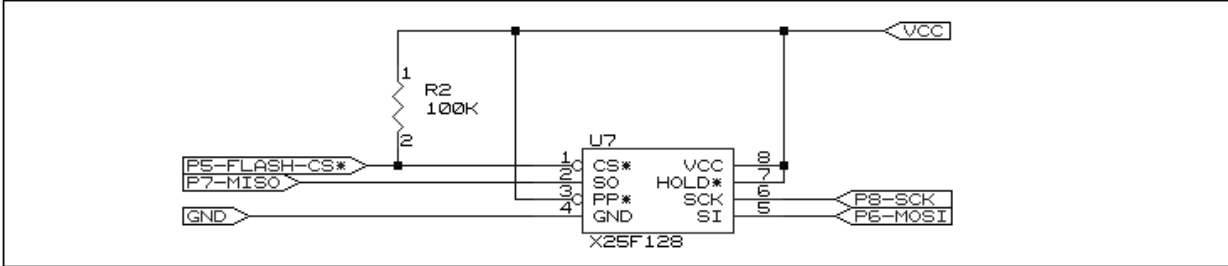 VCC
1
R2
100K
2
U7
P5-FLASH-CS* 1 CS* VCC 8
P7-MISO 2 SO HOLD* 7
3 PP* SCK 6 P8-SCK
GND 4 GND SI 5 P6-MOSI
X25F128